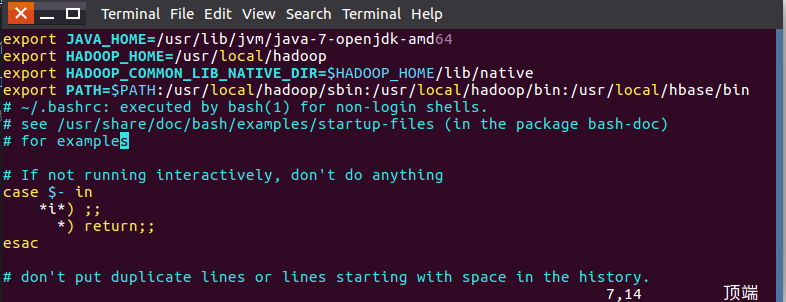 Terminal File Edit View Search Terminal Help
export JAVA_HOME=/usr/lib/jvm/java-7-openjdk-amd64
export HADOOP_HOME=/usr/local/hadoop
export HADOOP_COMMON_LIB_NATIVE_DIR=$HADOOP_HOME/lib/native
export PATH=$PATH:/usr/local/hadoop/sbin:/usr/local/hadoop/bin:/usr/local/hbase/bin
# ~/.bashrc: executed by bash(1) for non-login shells.
# see /usr/share/doc/bash/examples/startup-files (in the package bash-doc)
# for examples

# If not running interactively, don't do anything
case $- in
    *i*) ;;
      *) return;;
esac

# don't put duplicate lines or lines starting with space in the history.
7,14 顶端